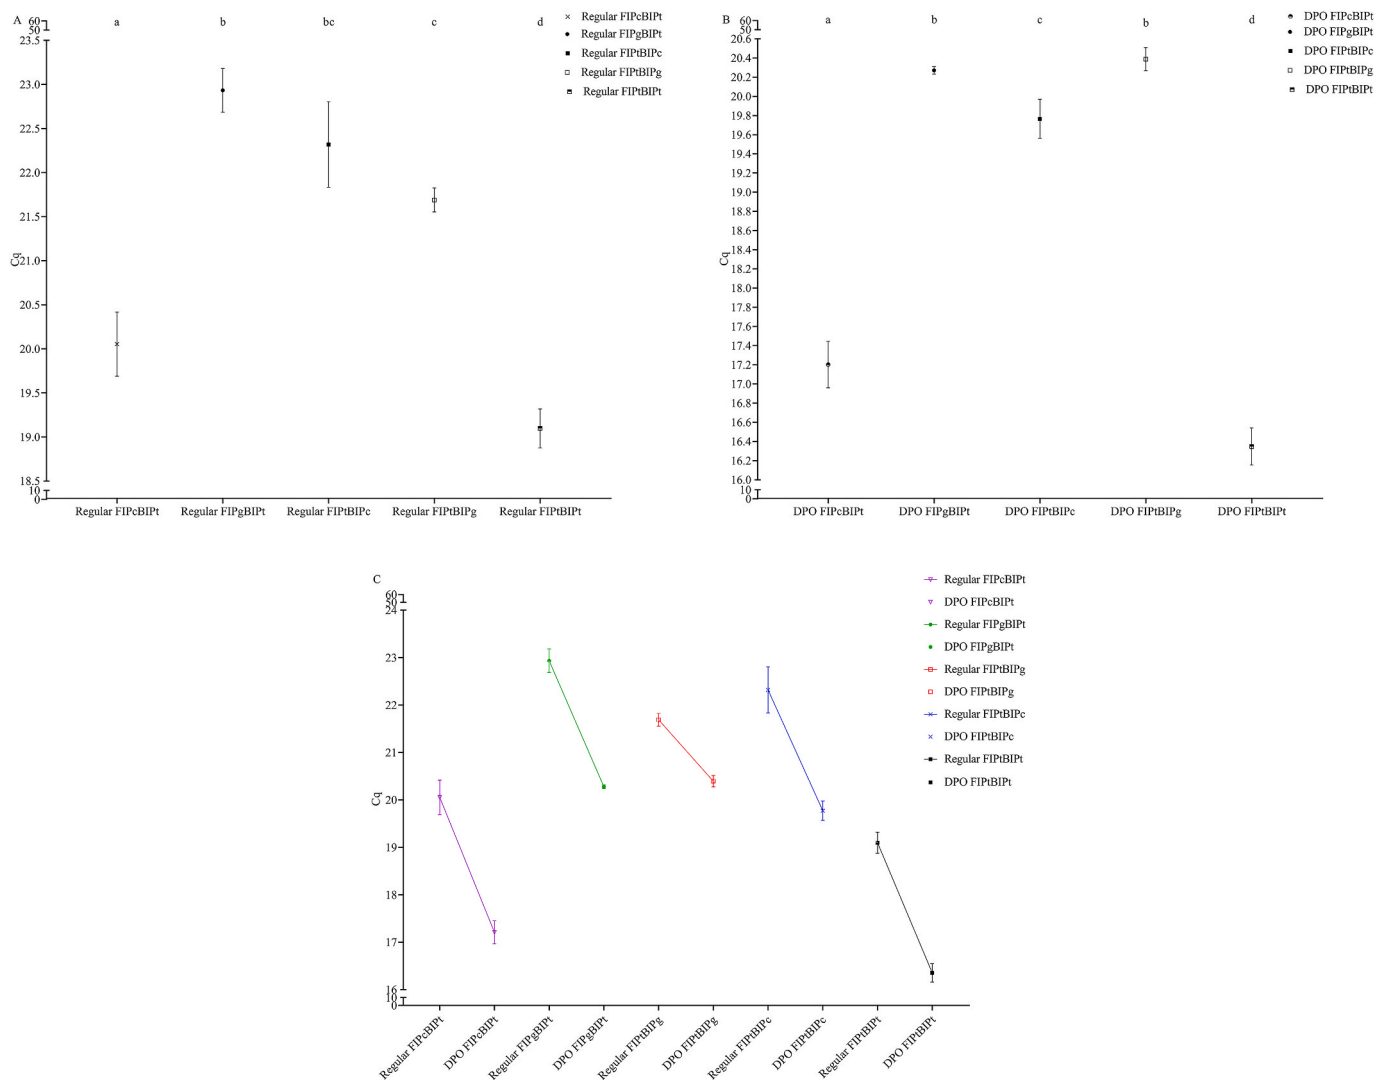 A
a b bc c d
60
50
23.5
23.0
22.5
22.0
21.5
21.0
20.5
20.0
19.5
19.0
18.5
10
0
Cq
Regular FIPcBIPt
Regular FIPgBIPt
Regular FIPtBIPc
Regular FIPtBIPg
Regular FIPtBIPt
Regular FIPcBIPt Regular FIPgBIPt Regular FIPtBIPc Regular FIPtBIPg Regular FIPtBIPt
B
a b c b d
60
50
20.6
20.4
20.2
20.0
19.8
19.6
19.4
19.2
19.0
18.8
18.6
18.4
18.2
18.0
17.8
17.6
17.4
17.2
17.0
16.8
16.6
16.4
16.2
16.0
10
0
Cq
DPO FIPcBIPt
DPO FIPgBIPt
DPO FIPtBIPc
DPO FIPtBIPg
DPO FIPtBIPt
DPO FIPcBIPt DPO FIPgBIPt DPO FIPtBIPc DPO FIPtBIPg DPO FIPtBIPt
C
60
50
24
23
22
21
20
19
18
17
16
10
0
Cq
Regular FIPcBIPt
DPO FIPcBIPt
Regular FIPgBIPt
DPO FIPgBIPt
Regular FIPtBIPg
DPO FIPtBIPg
Regular FIPtBIPc
DPO FIPtBIPc
Regular FIPtBIPt
DPO FIPtBIPt
Regular FIPcBIPt
DPO FIPcBIPt
Regular FIPgBIPt
DPO FIPgBIPt
Regular FIPtBIPg
DPO FIPtBIPg
Regular FIPtBIPc
DPO FIPtBIPc
Regular FIPtBIPt
DPO FIPtBIPt